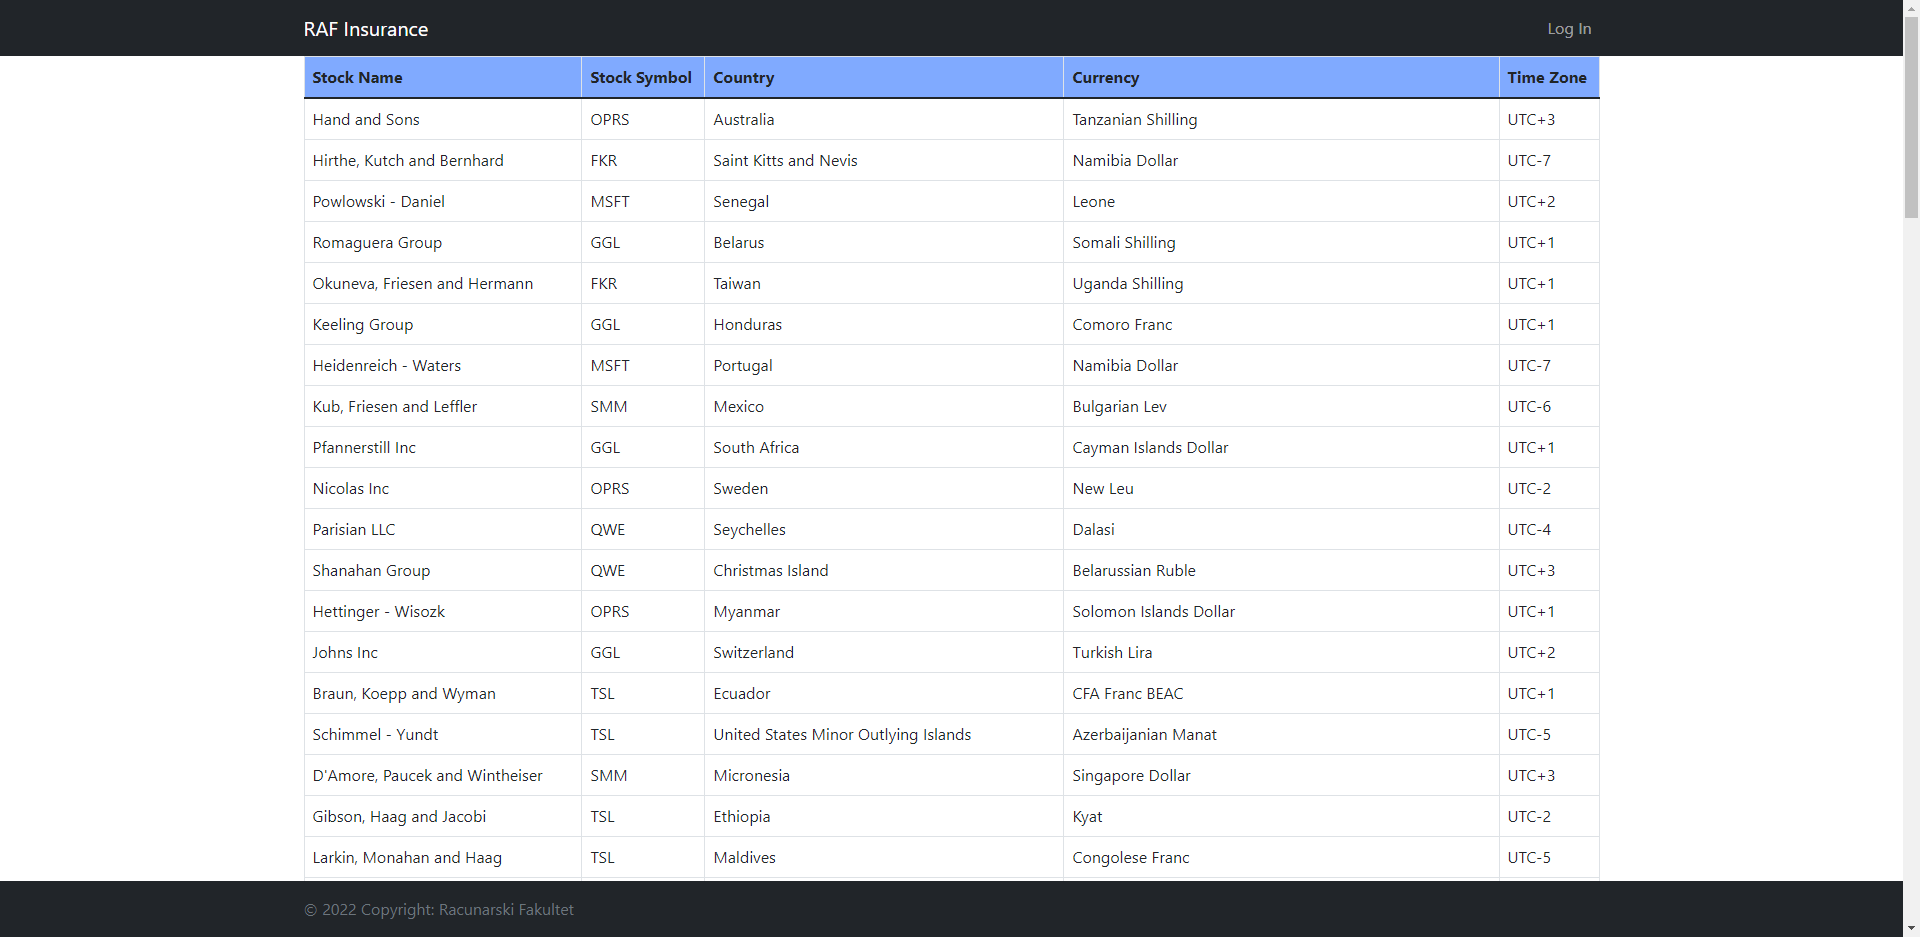 RAF Insurance Log In
Stock Name Stock Symbol Country Currency Time Zone
Hand and Sons OPRS Australia Tanzanian Shilling UTC+3
Hirthe, Kutch and Bernhard FKR Saint Kitts and Nevis Namibia Dollar UTC-7
Powlowski - Daniel MSFT Senegal Leone UTC+2
Romaguera Group GGL Belarus Somali Shilling UTC+1
Okuneva, Friesen and Hermann FKR Taiwan Uganda Shilling UTC+1
Keeling Group GGL Honduras Comoro Franc UTC+1
Heidenreich - Waters MSFT Portugal Namibia Dollar UTC-7
Kub, Friesen and Leffler SMM Mexico Bulgarian Lev UTC-6
Pfannerstill Inc GGL South Africa Cayman Islands Dollar UTC+1
Nicolas Inc OPRS Sweden New Leu UTC-2
Parisian LLC QWE Seychelles Dalasi UTC-4
Shanahan Group QWE Christmas Island Belarussian Ruble UTC+3
Hettinger - Wisozk OPRS Myanmar Solomon Islands Dollar UTC+1
Johns Inc GGL Switzerland Turkish Lira UTC+2
Braun, Koepp and Wyman TSL Ecuador CFA Franc BEAC UTC+1
Schimmel - Yundt TSL United States Minor Outlying Islands Azerbaijanian Manat UTC-5
D'Amore, Paucek and Wintheiser SMM Micronesia Singapore Dollar UTC+3
Gibson, Haag and Jacobi TSL Ethiopia Kyat UTC-2
Larkin, Monahan and Haag TSL Maldives Congolese Franc UTC-5
© 2022 Copyright: Racunarski Fakultet